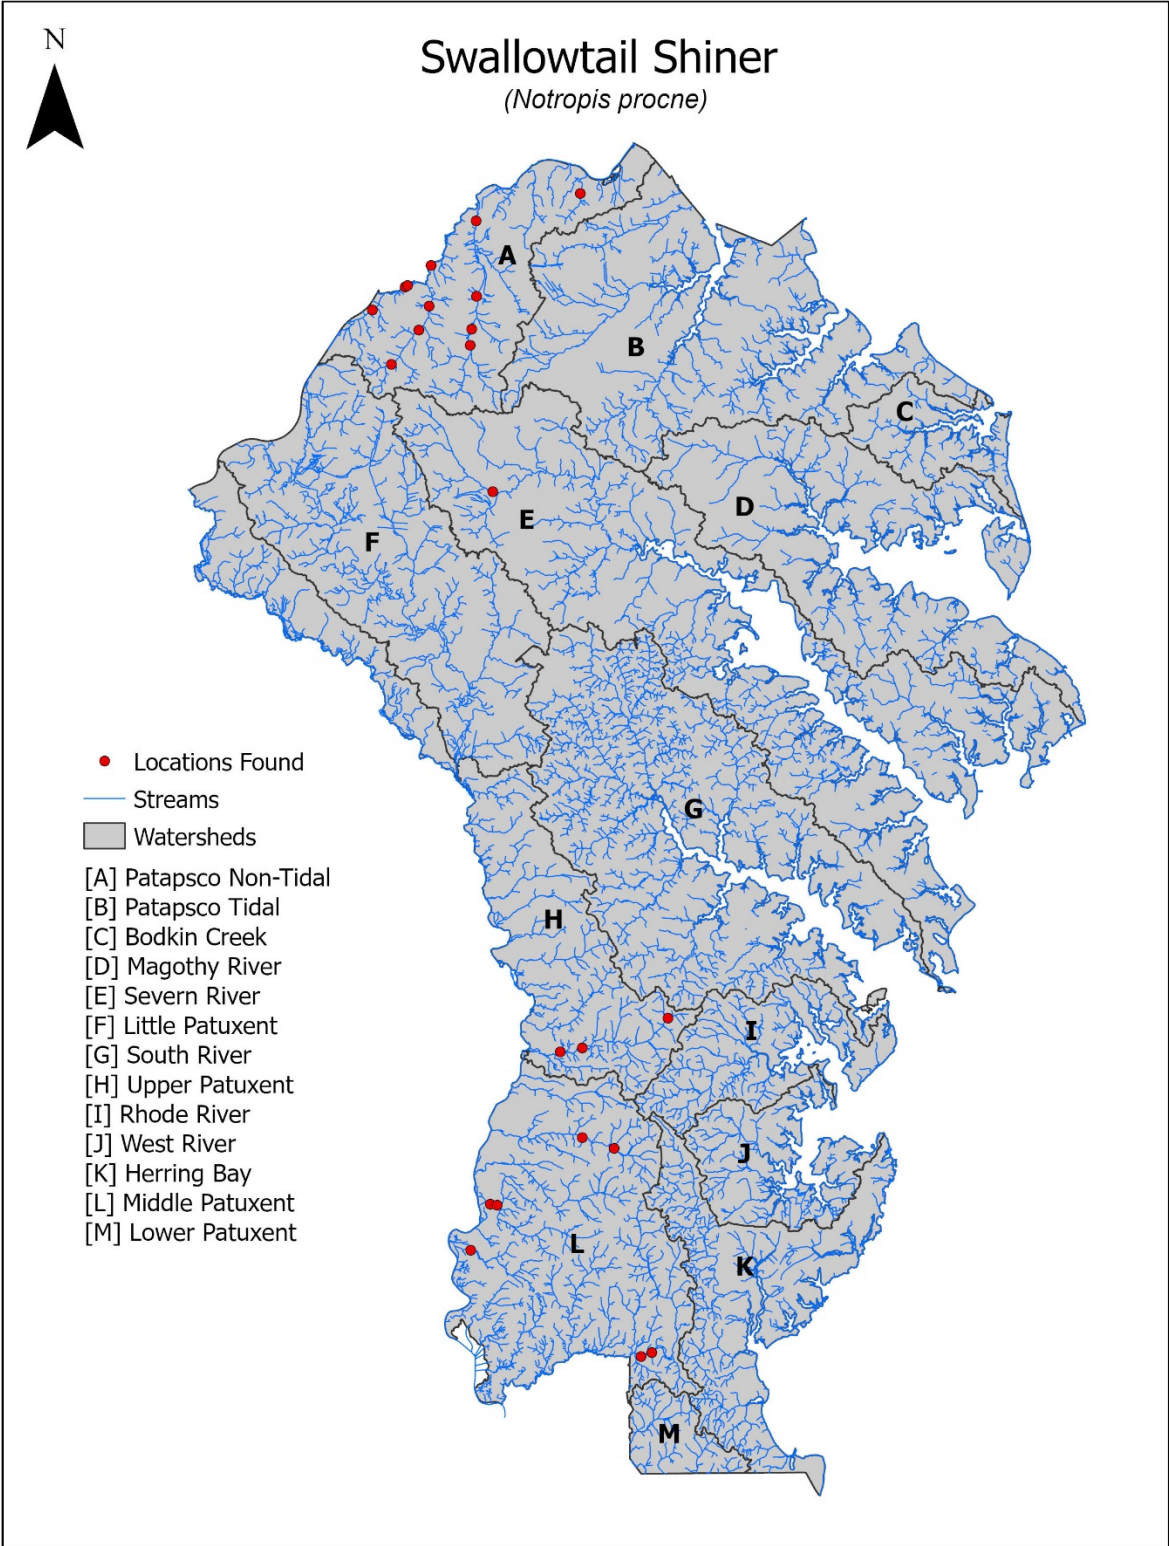 N
Swallowtail Shiner
(Notropis procne)
A
B
C
D
E
F
G
H
I
J
K
L
M
Locations Found
Streams
Watersheds
[A] Patapsco Non-Tidal
[B] Patapsco Tidal
[C] Bodkin Creek
[D] Magothy River
[E] Severn River
[F] Little Patuxent
[G] South River
[H] Upper Patuxent
[I] Rhode River
[J] West River
[K] Herring Bay
[L] Middle Patuxent
[M] Lower Patuxent